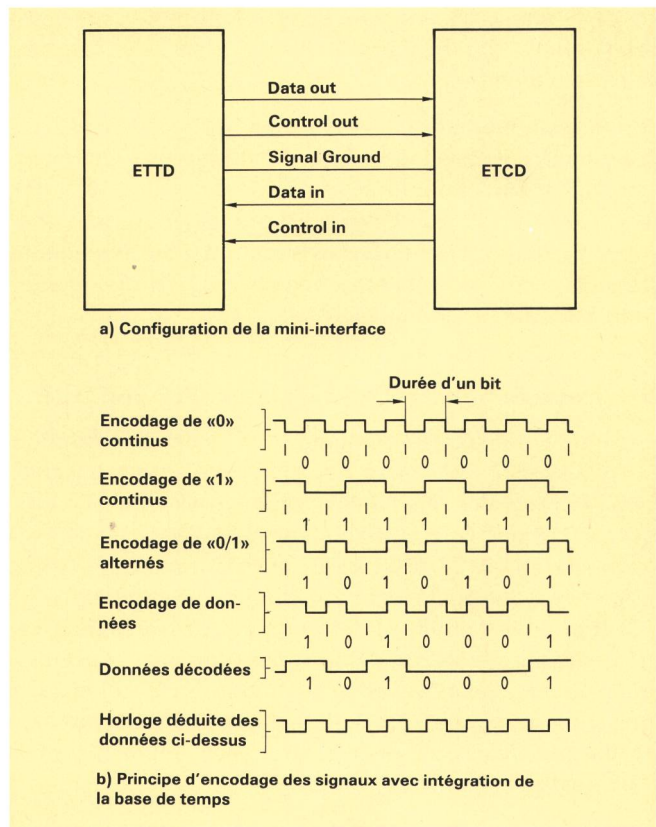 Data out
Control out
Signal Ground
Data in
Control in
ETTD
ETCD
a) Configuration de la mini-interface
Durée d'un bit
Encodage de «0»
continus
0 0 0 0 0 0 0
Encodage de «1»
continus
1 1 1 1 1 1 1
Encodage de «0/1»
alternés
1 0 1 0 1 0 1
Encodage de don-
nées
1 0 1 0 0 0 1
Données décodées
1 0 1 0 0 0 1
Horloge déduite des
données ci-dessus
b) Principe d'encodage des signaux avec intégration de
la base de temps